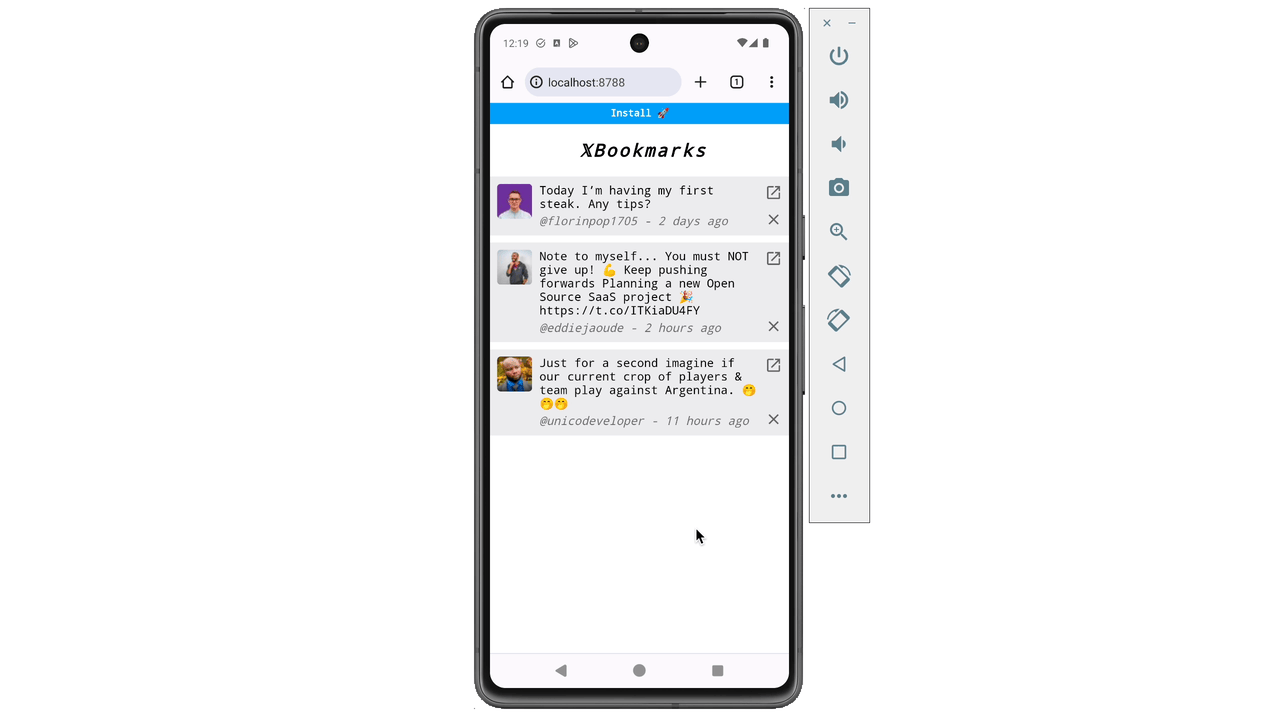 12:19
localhost:8788
1
Install 🚀
𝕏Bookmarks
Today I’m having my first
steak. Any tips?
@florinpop1705 - 2 days ago
Note to myself... You must NOT
give up! 💪 Keep pushing
forwards Planning a new Open
Source SaaS project 🎉
https://t.co/ITKiaDU4FY
@eddiejaoude - 2 hours ago
Just for a second imagine if
our current crop of players &
team play against Argentina. 🤭
🤭🤭
@unicodeveloper - 11 hours ago